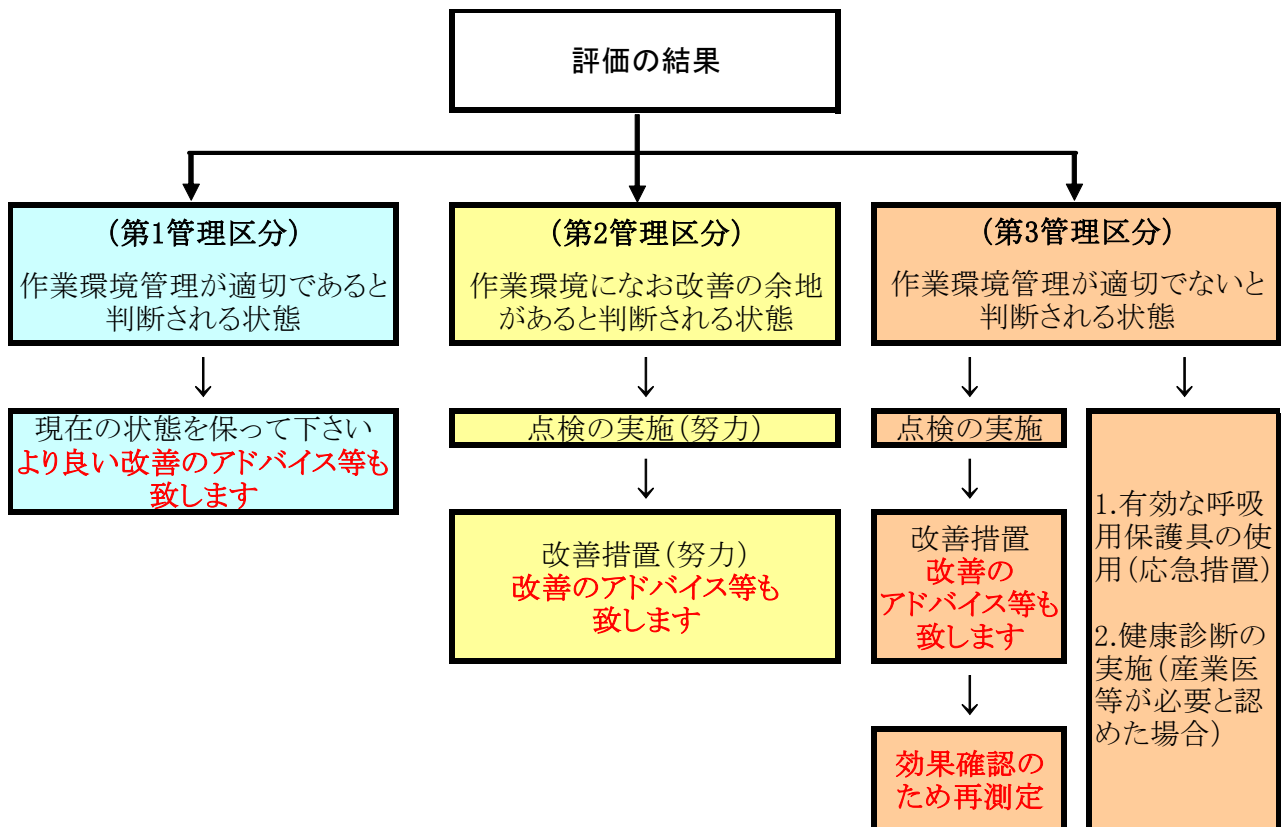 評価の結果
(第1管理区分)
作業環境管理が適切であると
判断される状態
↓
現在の状態を保って下さい
より良い改善のアドバイス等も
致します
(第2管理区分)
作業環境になお改善の余地
があると判断される状態
↓
点検の実施(努力)
↓
改善措置(努力)
改善のアドバイス等も
致します
(第3管理区分)
作業環境管理が適切でないと
判断される状態
↓
点検の実施
↓
改善措置
改善の
アドバイス等も
致します
↓
効果確認の
ため再測定
↓
1.有効な呼吸
用保護具の使
用(応急措置)
2.健康診断の
実施(産業医
等が必要と認
めた場合)